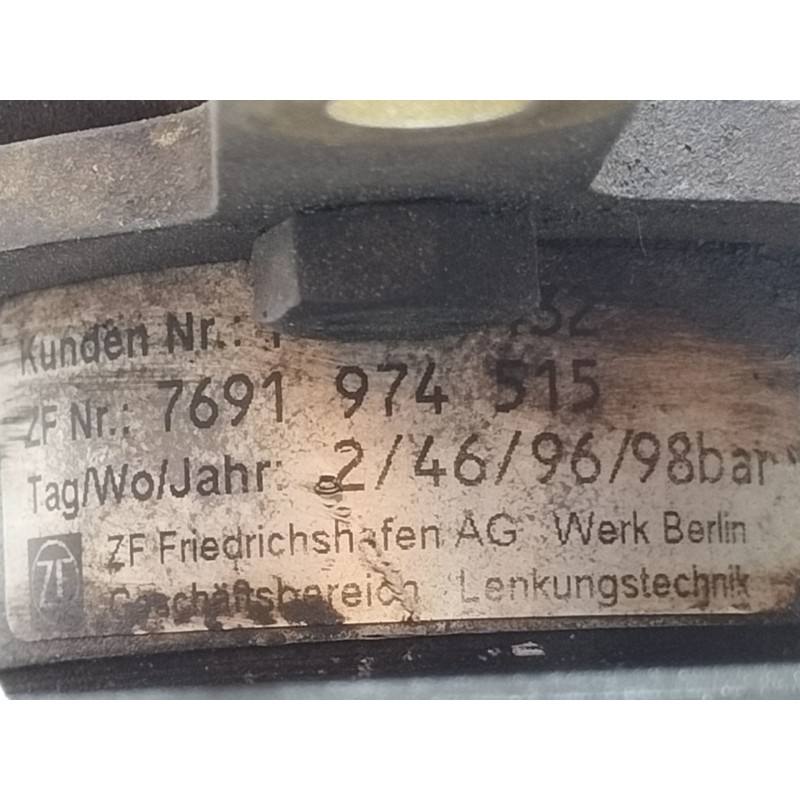 Kunden Nr.:
ZF Nr.: 7691 974 515
Tag/Wo/Jahr: 2/46/96/98bar
ZF Friedrichshafen AG Werk Berlin
Geschäftsbereich Lenkungstechnik
ZF